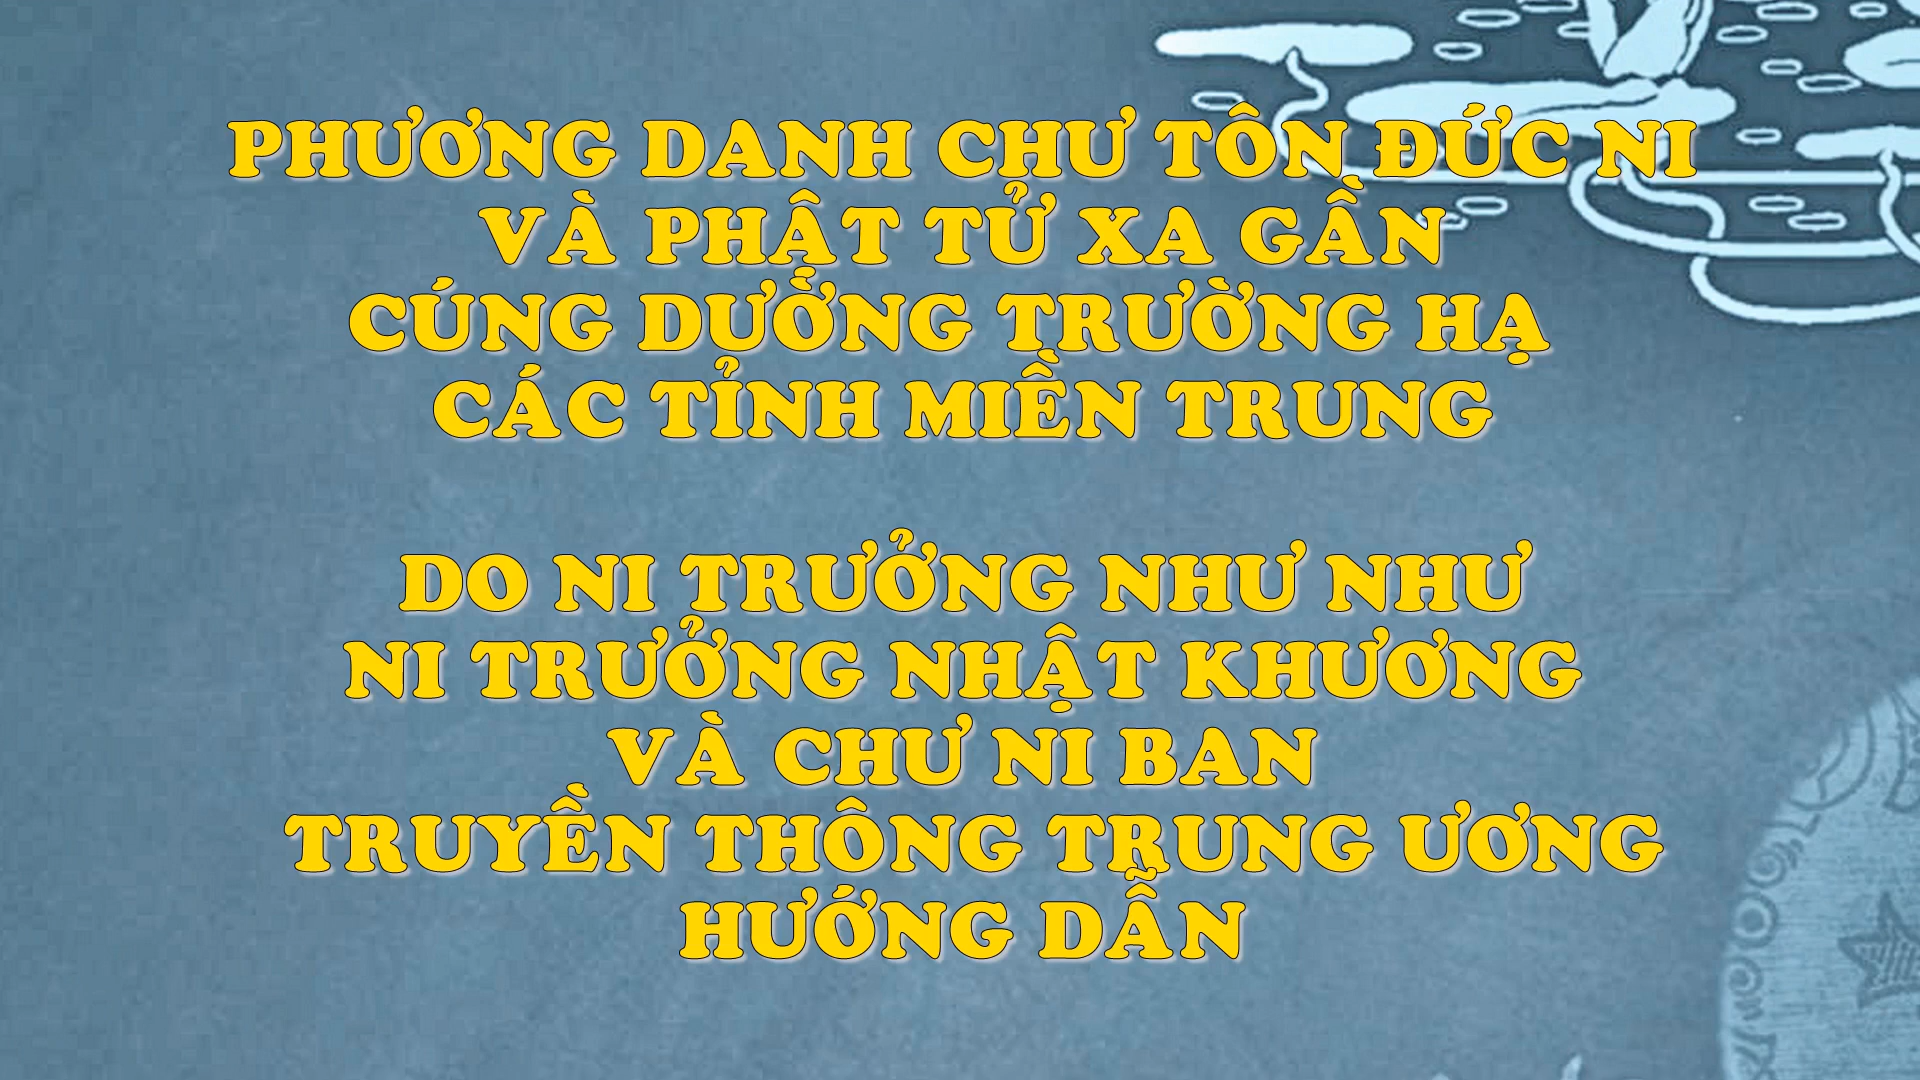 PHƯƠNG DANH CHƯ TÔN ĐỨC NI
VÀ PHẬT TỬ XA GẦN
CÚNG DƯỜNG TRƯỜNG HẠ
CÁC TỈNH MIỀN TRUNG
DO NI TRƯỞNG NHƯ NHƯ
NI TRƯỞNG NHẬT KHƯƠNG
VÀ CHƯ NI BAN
TRUYỀN THÔNG TRUNG ƯƠNG
HƯỚNG DẪN